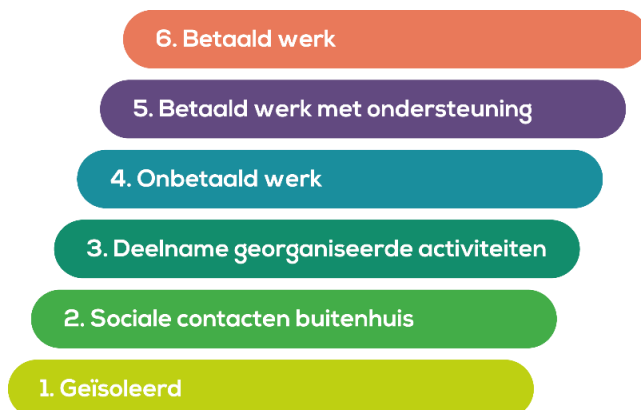 6. Betaald werk
5. Betaald werk met ondersteuning
4. Onbetaald werk
3. Deelname georganiseerde activiteiten
2. Sociale contacten buitenhuis
1. Geïsoleerd